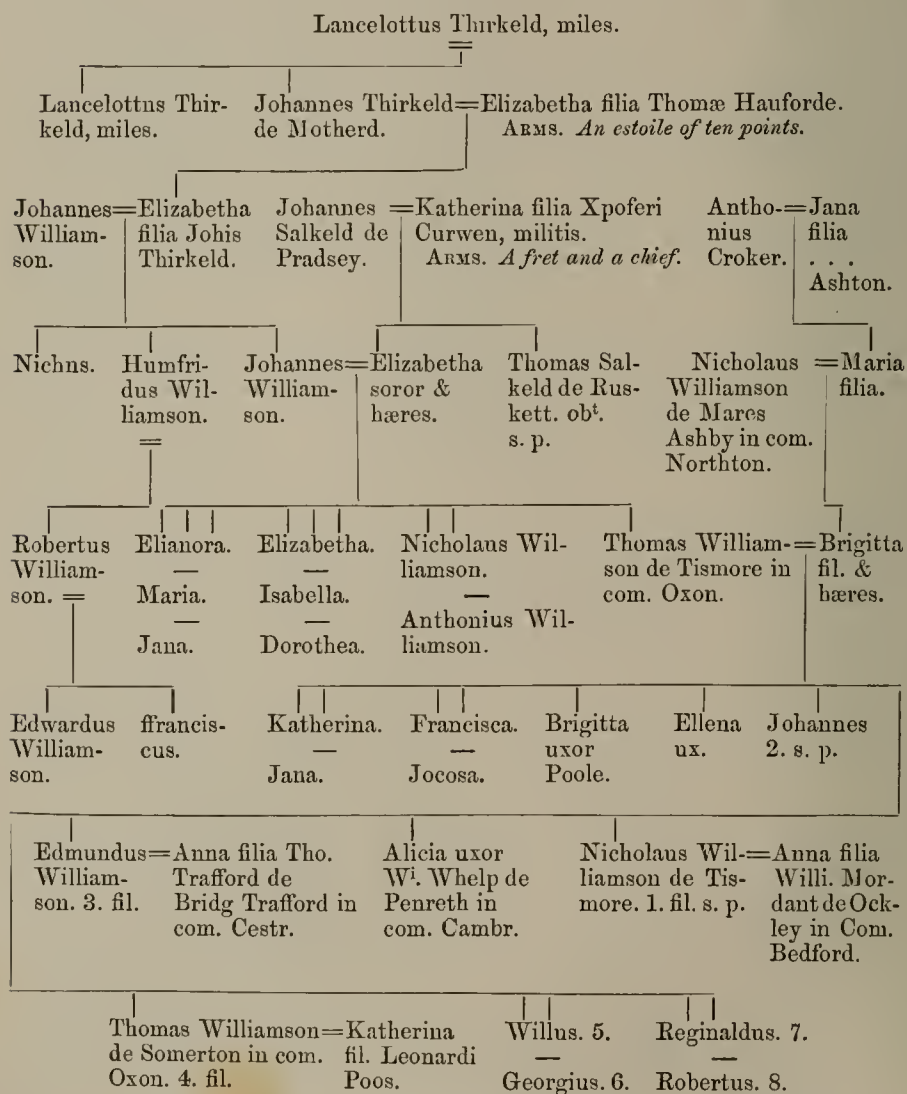 Lancelottus Thirkeld, miles.
Lancelottus Thir-
keld, miles.
Johannes Thirkeld=Elizabetha filia Thomæ Hauforde.
de Motherd.
ARMS. An estoile of ten points.
Johannes=Elizabetha
William-
son.
filia Johis
Thirkeld.
Johannes
Salkeld de
Pradsey.
=Katherina filia Xpoferi
Curwen, militis.
ARMS. A fret and a chief.
Antho-=Jana
nius
Croker.
filia
. . .
Ashton.
Nichns.
Humfri-
dus Wil-
liamson.
=
Johannes=Elizabetha
William-
son.
soror &
hæres.
Thomas Sal-
keld de Rus-
kett. obt.
s. p.
Nicholaus
Williamson
de Mares
Ashby in com.
Northton.
=Maria
filia.
Robertus
William-
son. =
Elianora.
—
Maria.
—
Jana.
Elizabetha.
—
Isabella.
—
Dorothea.
Nicholaus Wil-
liamson.
—
Anthonius Wil-
liamson.
Thomas William-=Brigitta
son de Tismore in
com. Oxon.
fil. &
hæres.
Edwardus
William-
son.
ffrancis-
cus.
Katherina.
—
Jana.
Francisca.
—
Jocosa.
Brigitta
uxor
Poole.
Ellena
ux.
Johannes
2. s. p.
Edmundus=Anna filia Tho.
William-
son. 3. fil.
Trafford de
Bridg Trafford in
com. Cestr.
Alicia uxor
Wi. Whelp de
Penreth in
com. Cambr.
Nicholaus Wil-=Anna filia
liamson de Tis-
more. 1. fil. s. p.
Willi. Mor-
dant de Ock-
ley in Com.
Bedford.
Thomas Williamson=Katherina
de Somerton in com.
Oxon. 4. fil.
fil. Leonardi
Poos.
Willus. 5.
—
Georgius. 6.
Reginaldus. 7.
—
Robertus. 8.